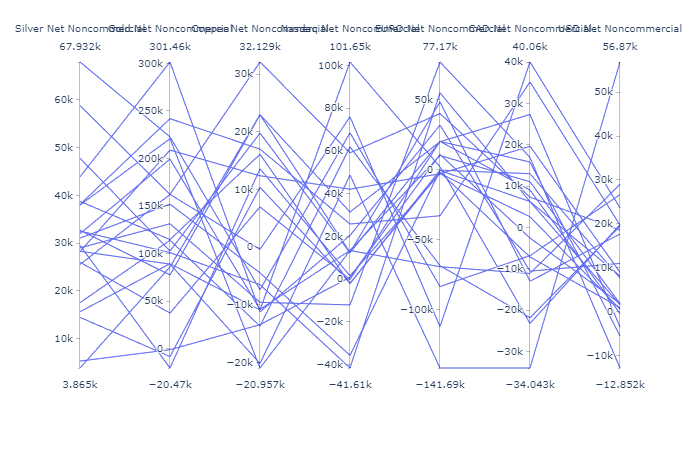 Silver Net Noncommercial Gold Net Noncommercial Copper Net Noncommercial Nasdaq Net Noncommercial EURO Net Noncommercial CAD Net Noncommercial USD Net Noncommercial
67.932k 301.46k 32.129k 101.65k 77.17k 40.06k 56.87k
60k 50k 40k 30k 20k 10k
300k 250k 200k 150k 100k 50k 0
30k 20k 10k 0 −10k −20k
100k 80k 60k 40k 20k 0 −20k −40k
50k 0 −50k −100k
40k 30k 20k 10k 0 −10k −20k −30k
50k 40k 30k 20k 10k 0 −10k
3.865k −20.47k −20.957k −41.61k −141.69k −34.043k −12.852k